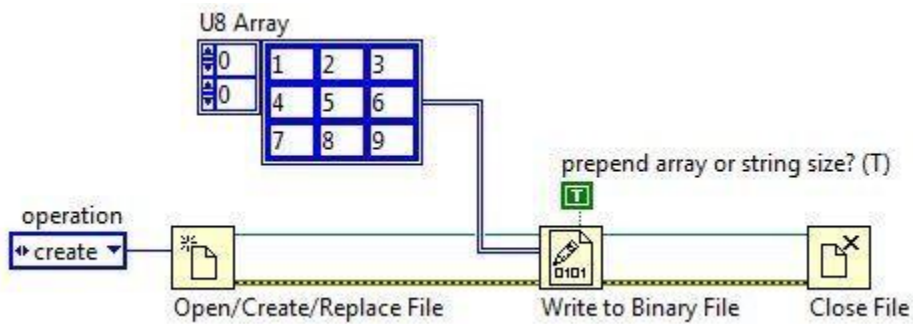 U8 Array
0
0
1 2 3
4 5 6
7 8 9
prepend array or string size? (T)
T
operation
create
0101
Open/Create/Replace File
Write to Binary File
Close File